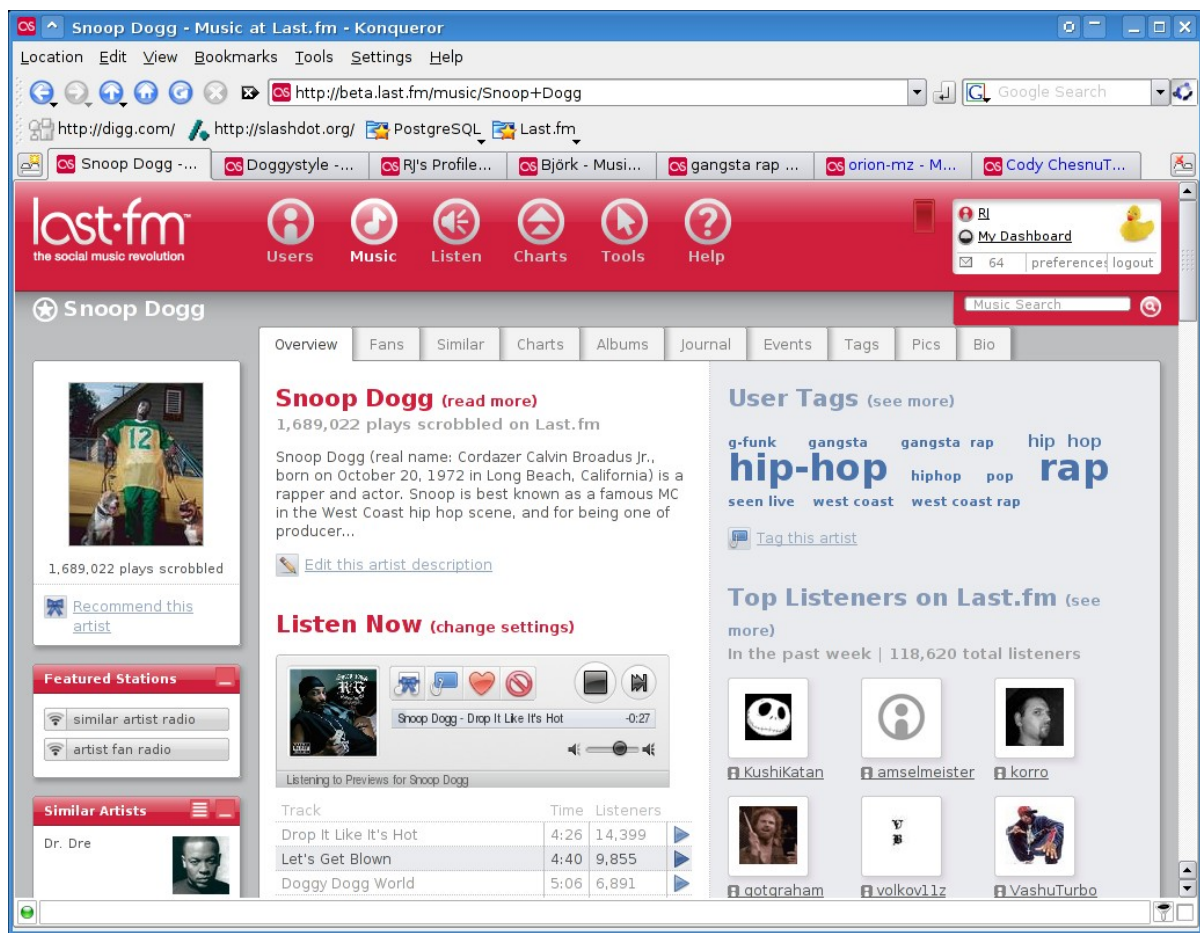 Snoop Dogg - Music at Last.fm - Konqueror
Location Edit View Bookmarks Tools Settings Help
http://beta.last.fm/music/Snoop+Dogg
Google Search
http://digg.com/ http://slashdot.org/ PostgreSQL Last.fm
Snoop Dogg -... Doggystyle -... RJ's Profile... Björk - Musi... gangsta rap ... orion-mz - M... Cody ChesnuT...
last.fm
the social music revolution
Users Music Listen Charts Tools Help
RJ
My Dashboard
64 preferences logout
Snoop Dogg
Music Search
Overview Fans Similar Charts Albums Journal Events Tags Pics Bio
1,689,022 plays scrobbled
Recommend this
artist
Featured Stations
similar artist radio
artist fan radio
Similar Artists
Dr. Dre
Snoop Dogg (read more)
1,689,022 plays scrobbled on Last.fm
Snoop Dogg (real name: Cordazer Calvin Broadus Jr.,
born on October 20, 1972 in Long Beach, California) is a
rapper and actor. Snoop is best known as a famous MC
in the West Coast hip hop scene, and for being one of
producer...
Edit this artist description
Listen Now (change settings)
Snoop Dogg - Drop It Like It's Hot -0:27
Listening to Previews for Snoop Dogg
Track Time Listeners
Drop It Like It's Hot 4:26 14,399
Let's Get Blown 4:40 9,855
Doggy Dogg World 5:06 6,891
User Tags (see more)
g-funk gangsta gangsta rap hip hop
hip-hop hiphop pop rap
seen live west coast west coast rap
Tag this artist
Top Listeners on Last.fm (see
more)
In the past week | 118,620 total listeners
KushiKatan amselmeister korro
gotgraham volkov11z VashuTurbo